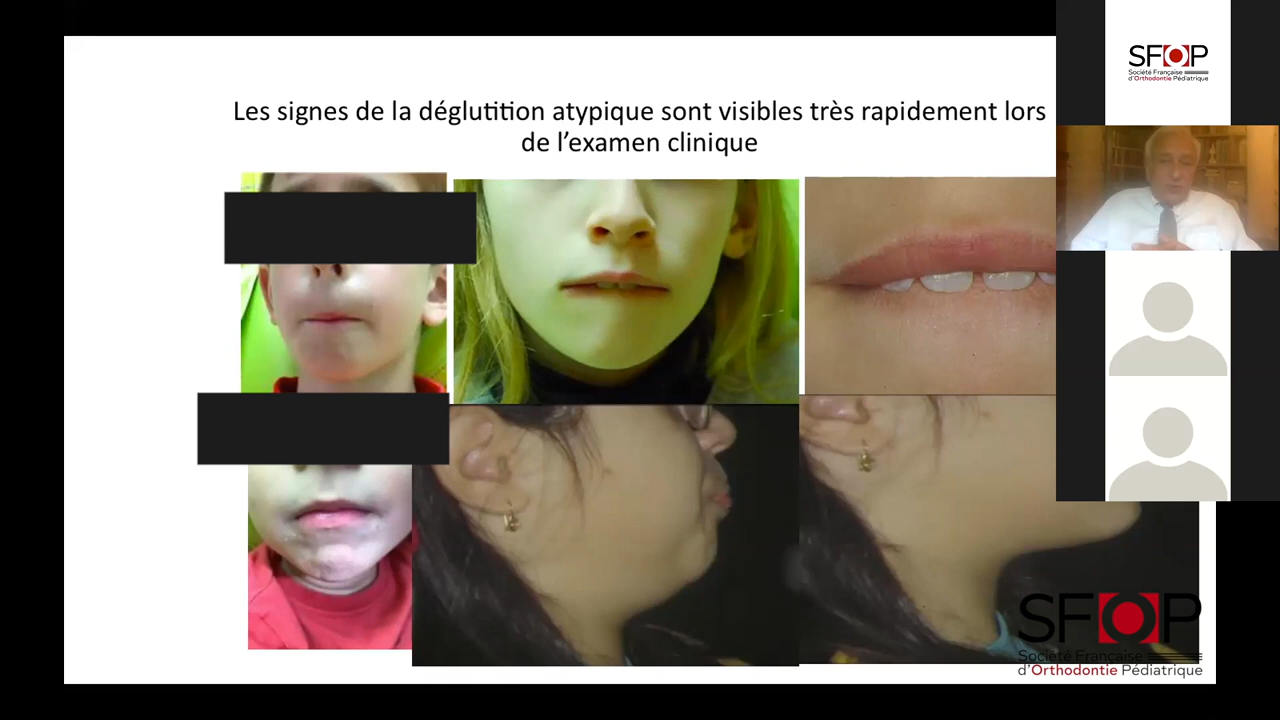 Les signes de la déglutition atypique sont visibles très rapidement lors
de l’examen clinique
SFOP
Société Française
d'Orthodontie Pédiatrique
SFOP
Société Française
d'Orthodontie Pédiatrique